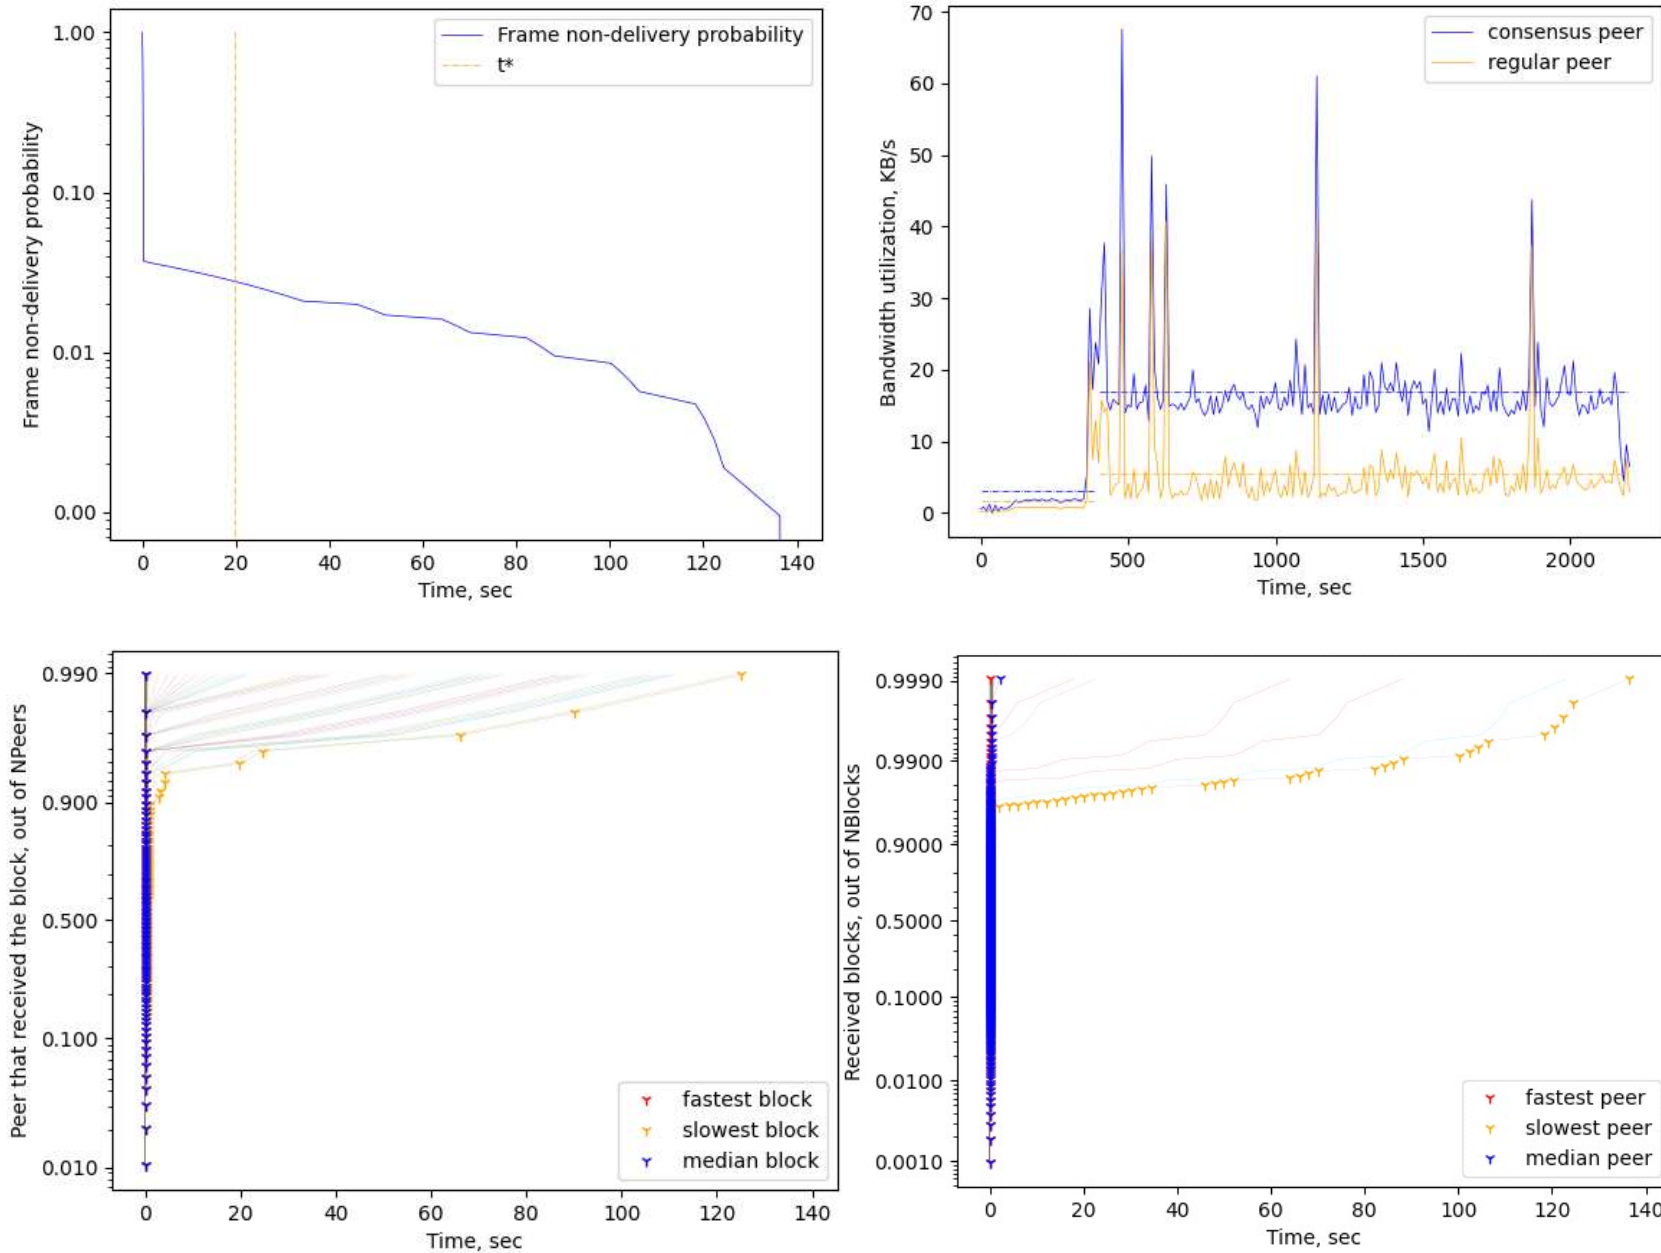 Frame non-delivery probability
1.00
0.10
0.01
0.00
Frame non-delivery probability
t*
0 20 40 60 80 100 120 140
Time, sec
Bandwidth utilization, KB/s
70
60
50
40
30
20
10
0
consensus peer
regular peer
0 500 1000 1500 2000
Time, sec
Peer that received the block, out of NPeers
0.990
0.900
0.500
0.100
0.010
fastest block
slowest block
median block
0 20 40 60 80 100 120 140
Time, sec
Received blocks, out of NBlocks
0.9990
0.9900
0.9000
0.5000
0.1000
0.0100
0.0010
fastest peer
slowest peer
median peer
0 20 40 60 80 100 120 140
Time, sec